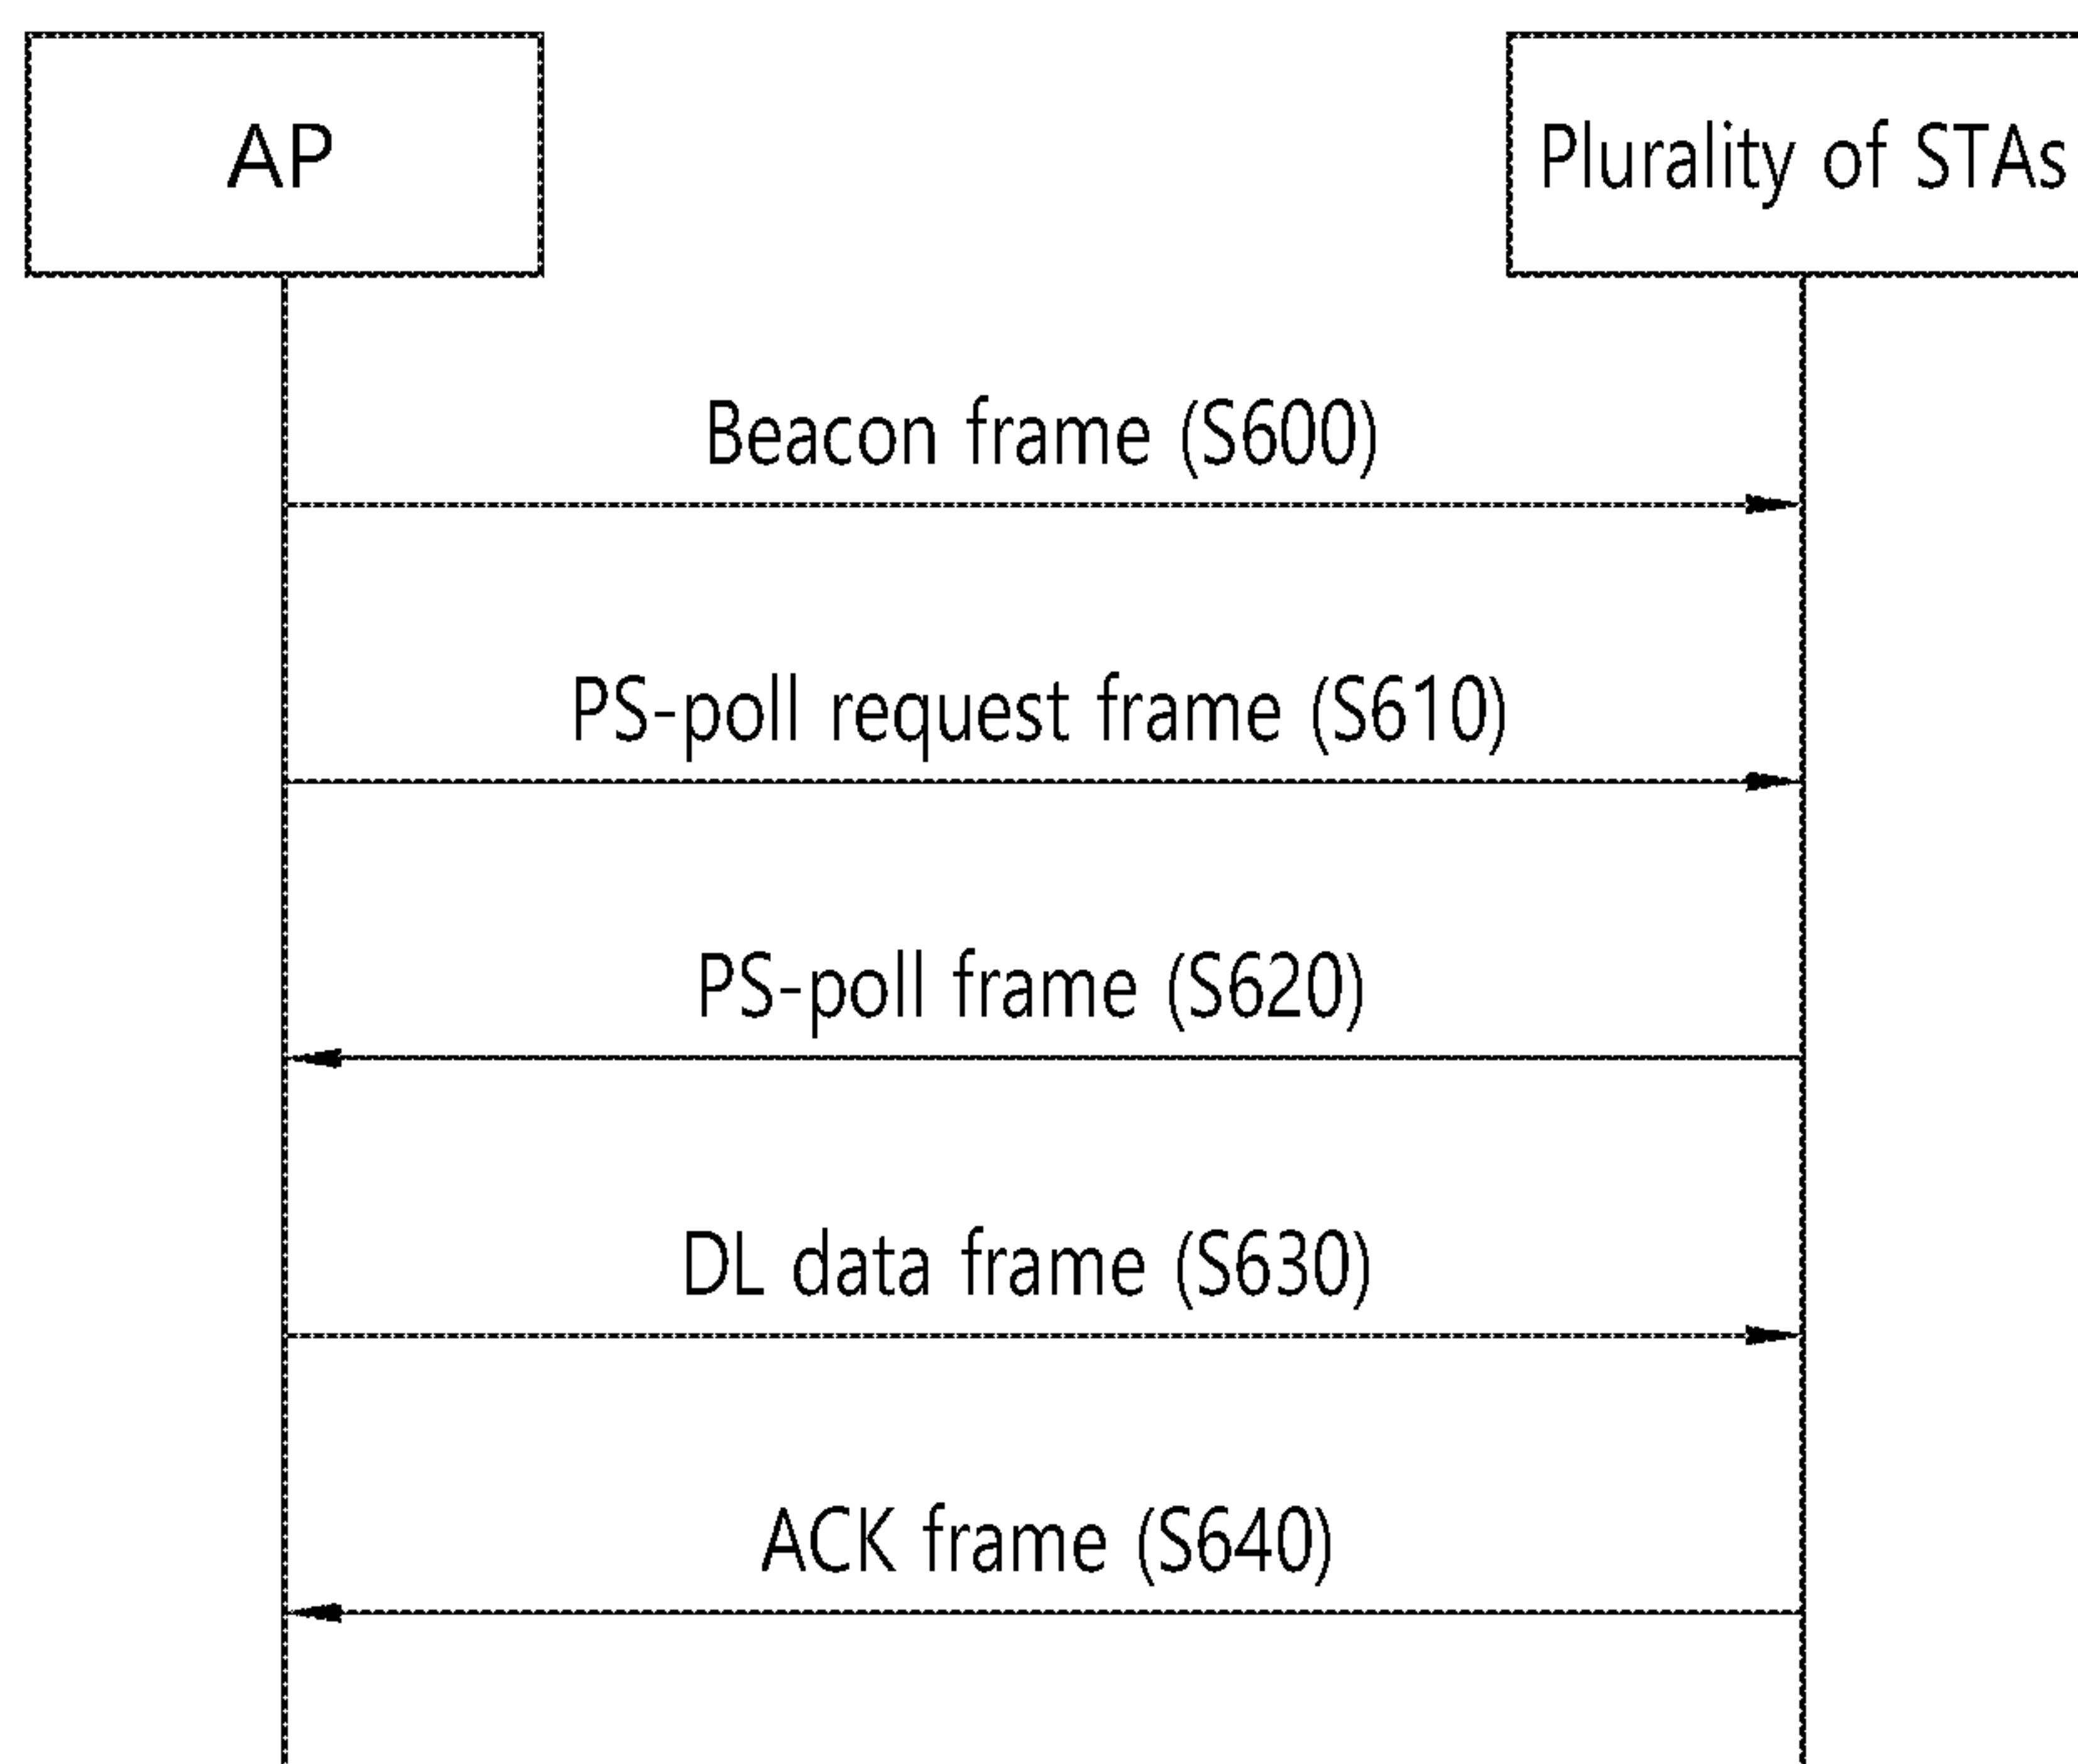 AP
Plurality of STAs
Beacon frame (S600)
PS-poll request frame (S610)
PS-poll frame (S620)
DL data frame (S630)
ACK frame (S640)